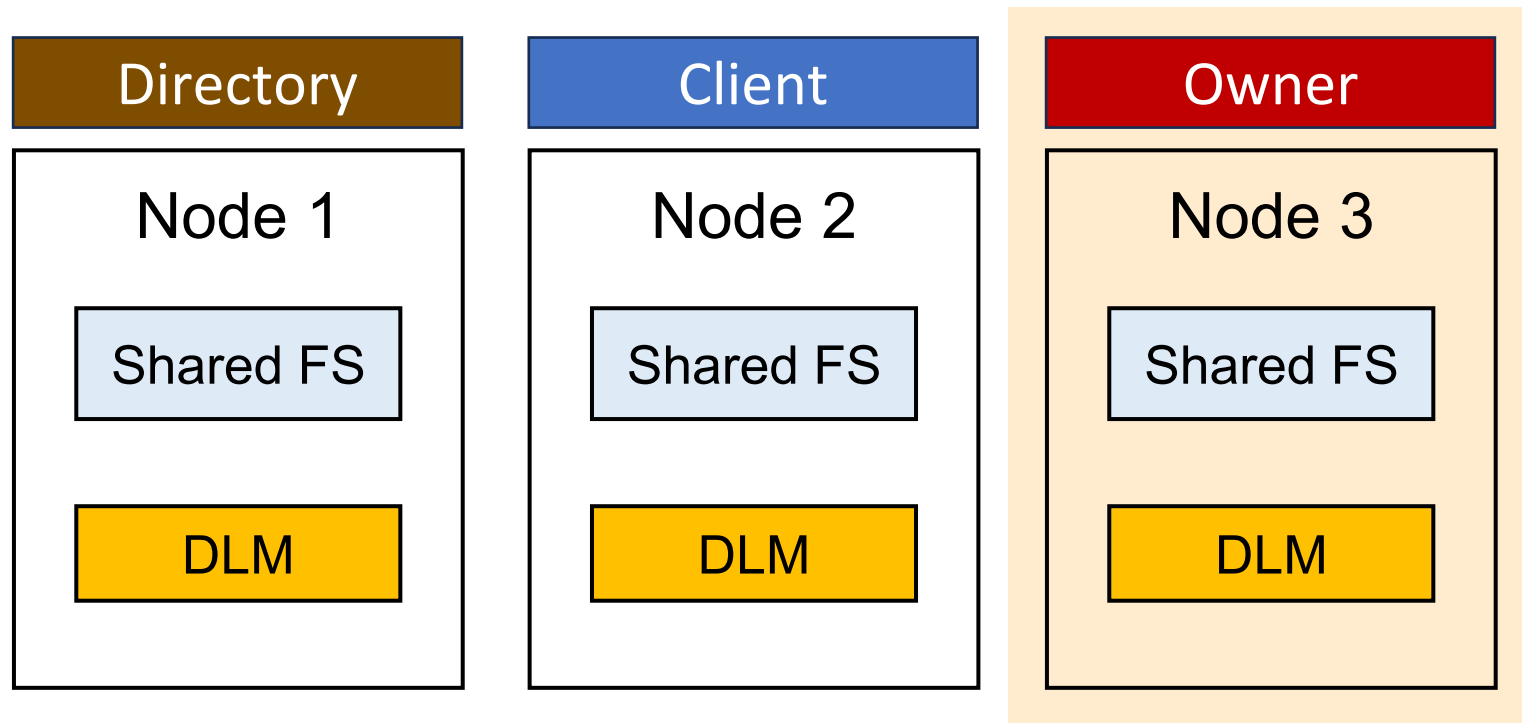 Directory
Client
Owner
Node 1
Node 2
Node 3
Shared FS
Shared FS
Shared FS
DLM
DLM
DLM